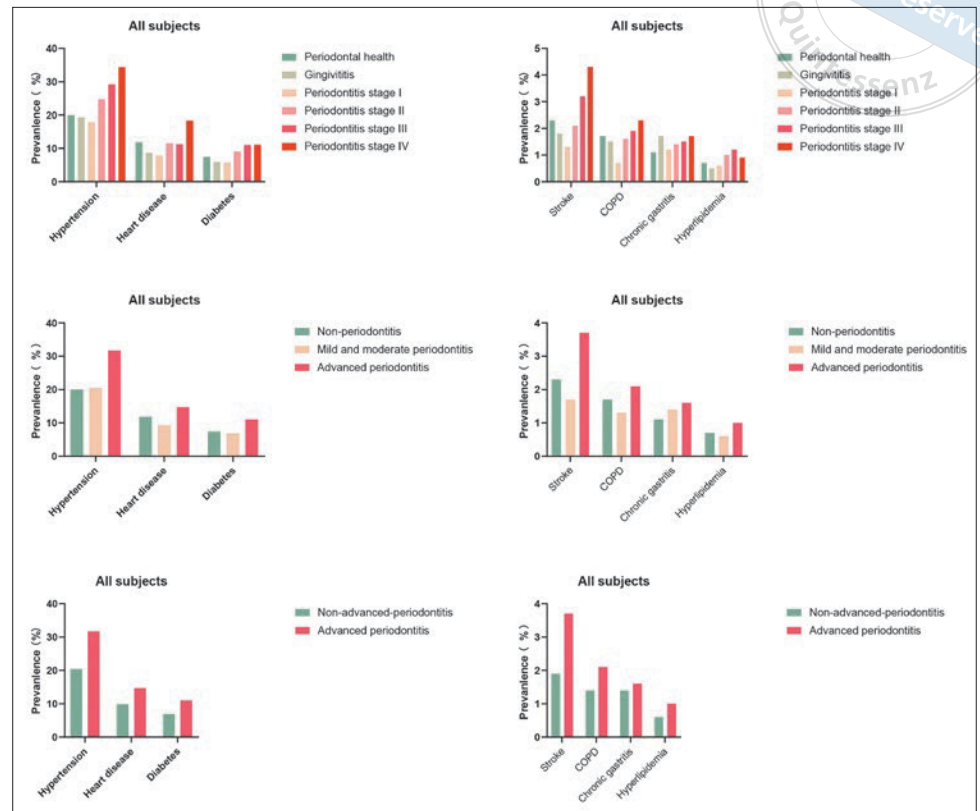 All subjects
Prevanlence ( %)
40
30
20
10
0
Hypertension
Heart disease
Diabetes
Periodontal health
Gingivititis
Periodontitis stage I
Periodontitis stage II
Periodontitis stage III
Periodontitis stage IV
All subjects
Prevanlence ( %)
5
4
3
2
1
0
Stroke
COPD
Chronic gastritis
Hyperlipidemia
Periodontal health
Gingivititis
Periodontitis stage I
Periodontitis stage II
Periodontitis stage III
Periodontitis stage IV
Quintessenz
All subjects
Prevanlence ( %)
40
30
20
10
0
Hypertension
Heart disease
Diabetes
Non-periodontitis
Mild and moderate periodontitis
Advanced periodontitis
All subjects
Prevanlence ( %)
4
3
2
1
0
Stroke
COPD
Chronic gastritis
Hyperlipidemia
Non-periodontitis
Mild and moderate periodontitis
Advanced periodontitis
All subjects
Prevanlence (%)
40
30
20
10
0
Hypertension
Heart disease
Diabetes
Non-advanced-periodontitis
Advanced periodontitis
All subjects
Prevanlence ( %)
4
3
2
1
0
Stroke
COPD
Chronic gastritis
Hyperlipidemia
Non-advanced-periodontitis
Advanced periodontitis